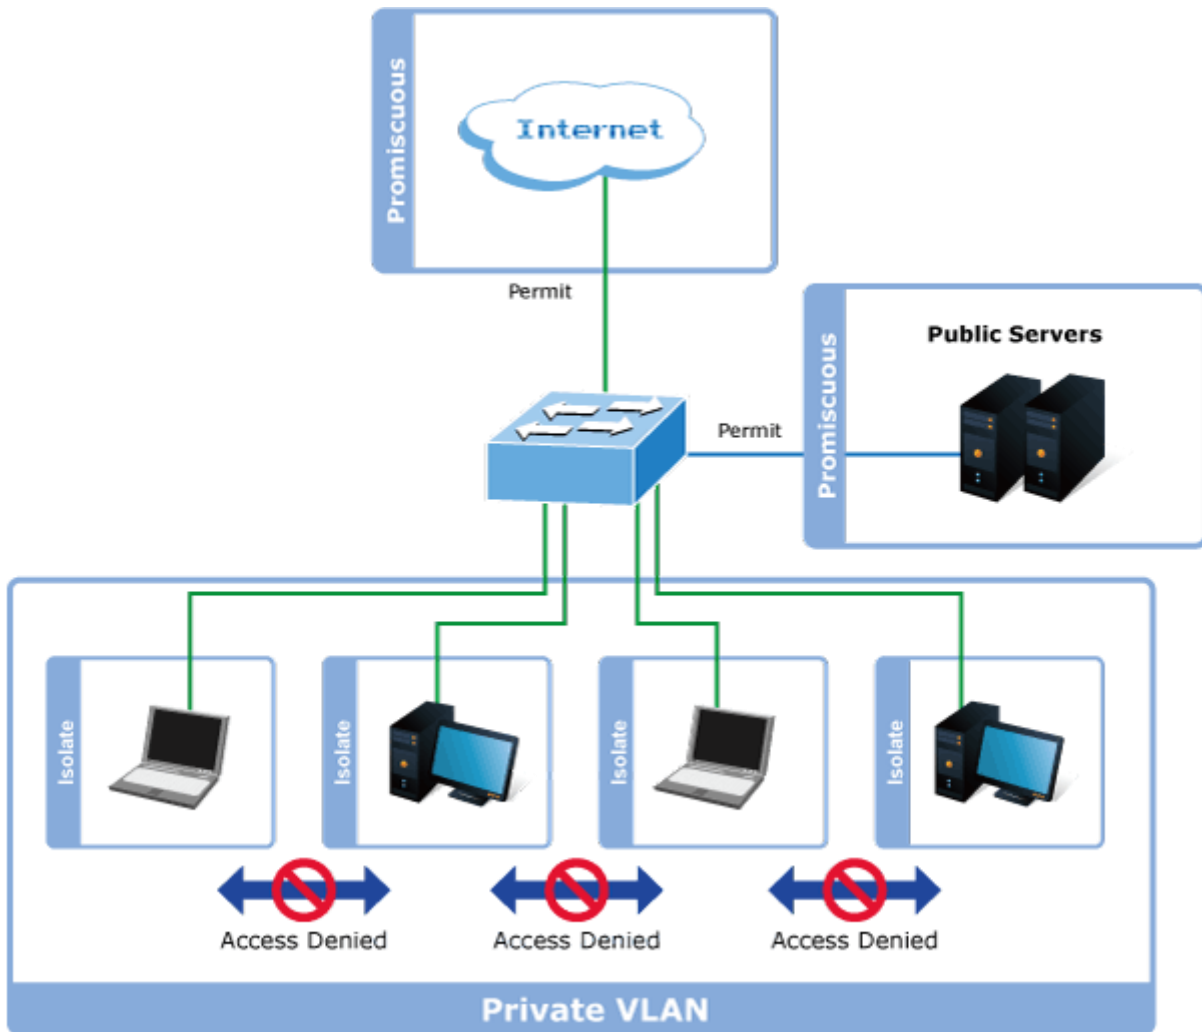 Promiscuous
Internet
Permit
Promiscuous
Public Servers
Permit
Isolate
Isolate
Isolate
Isolate
Access Denied
Access Denied
Access Denied
Private VLAN